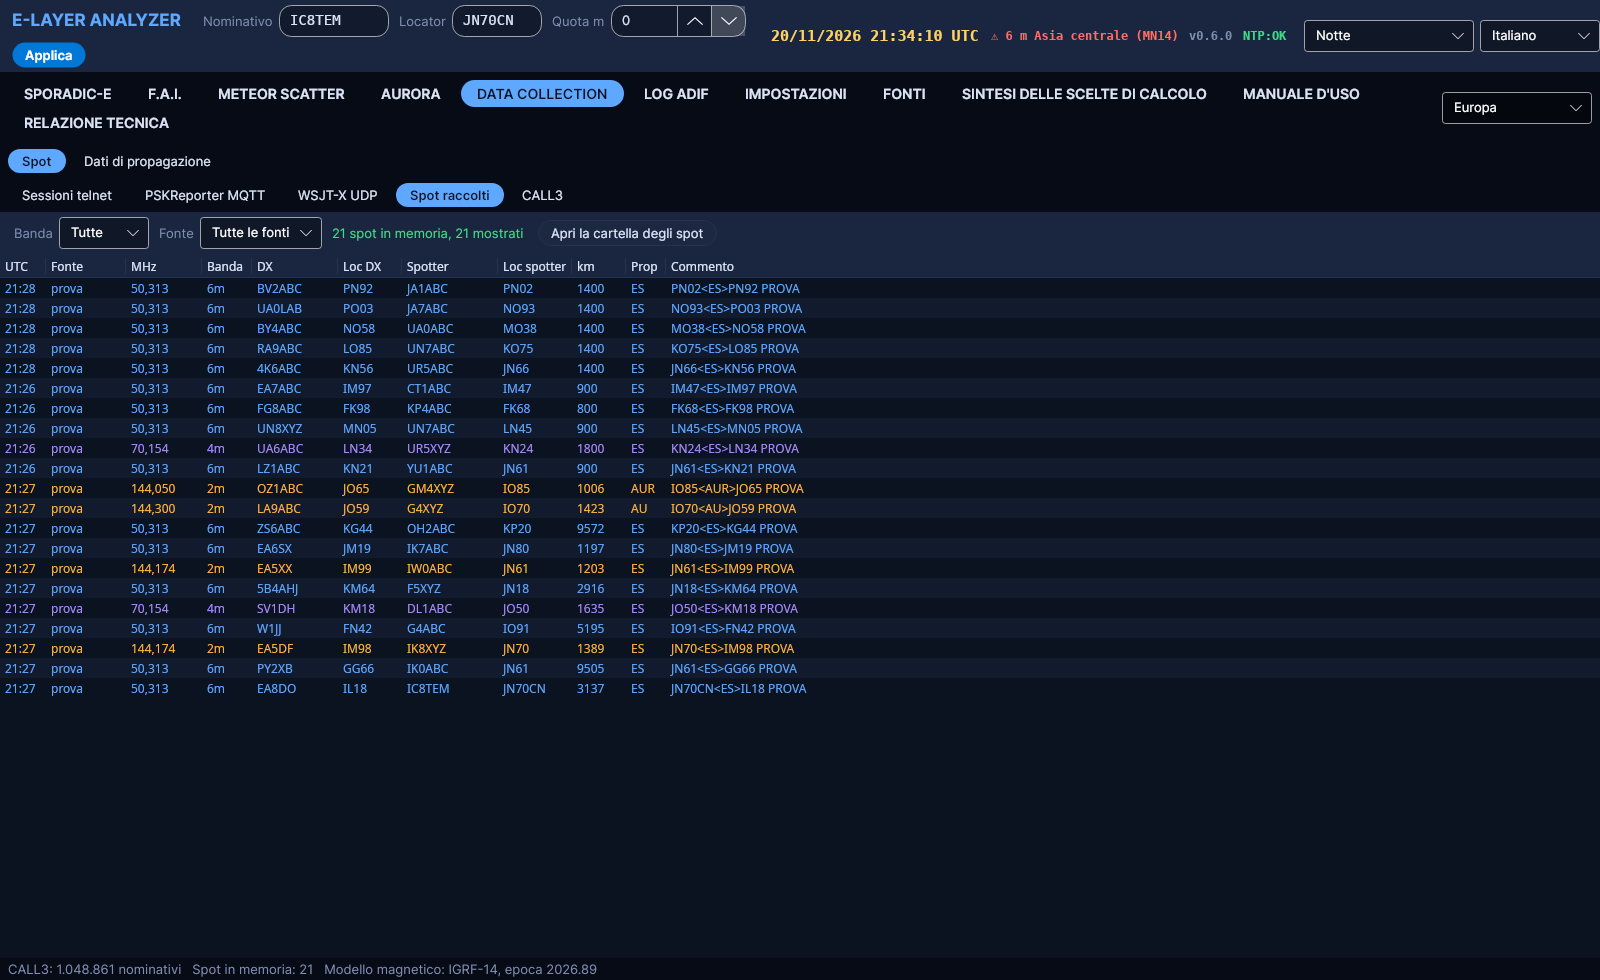 E-LAYER ANALYZER Nominativo IC8TEM Locator JN70CN Quota m 0
20/11/2026 21:34:10 UTC ⚠ 6 m Asia centrale (MN14) v0.6.0 NTP:OK Notte Italiano
Applica
SPORADIC-E F.A.I. METEOR SCATTER AURORA DATA COLLECTION LOG ADIF IMPOSTAZIONI FONTI SINTESI DELLE SCELTE DI CALCOLO MANUALE D'USO
RELAZIONE TECNICA
Europa
Spot Dati di propagazione
Sessioni telnet PSKReporter MQTT WSJT-X UDP Spot raccolti CALL3
Banda Tutte Fonte Tutte le fonti 21 spot in memoria, 21 mostrati Apri la cartella degli spot
UTC Fonte MHz Banda DX Loc DX Spotter Loc spotter km Prop Commento
21:28 prova 50,313 6m BV2ABC PN92 JA1ABC PN02 1400 ES PN02<ES>PN92 PROVA
21:28 prova 50,313 6m UA0LAB PO03 JA7ABC NO93 1400 ES NO93<ES>PO03 PROVA
21:28 prova 50,313 6m BY4ABC NO58 UA0ABC MO38 1400 ES MO38<ES>NO58 PROVA
21:28 prova 50,313 6m RA9ABC LO85 UN7ABC KO75 1400 ES KO75<ES>LO85 PROVA
21:28 prova 50,313 6m 4K6ABC KN56 UR5ABC JN66 1400 ES JN66<ES>KN56 PROVA
21:26 prova 50,313 6m EA7ABC IM97 CT1ABC IM47 900 ES IM47<ES>IM97 PROVA
21:26 prova 50,313 6m FG8ABC FK98 KP4ABC FK68 800 ES FK68<ES>FK98 PROVA
21:26 prova 50,313 6m UN8XYZ MN05 UN7ABC LN45 900 ES LN45<ES>MN05 PROVA
21:26 prova 70,154 4m UA6ABC LN34 UR5XYZ KN24 1800 ES KN24<ES>LN34 PROVA
21:26 prova 50,313 6m LZ1ABC KN21 YU1ABC JN61 900 ES JN61<ES>KN21 PROVA
21:27 prova 144,050 2m OZ1ABC JO65 GM4XYZ IO85 1006 AUR IO85<AUR>JO65 PROVA
21:27 prova 144,300 2m LA9ABC JO59 G4XYZ IO70 1423 AU IO70<AU>JO59 PROVA
21:27 prova 50,313 6m ZS6ABC KG44 OH2ABC KP20 9572 ES KP20<ES>KG44 PROVA
21:27 prova 50,313 6m EA6SX JM19 IK7ABC JN80 1197 ES JN80<ES>JM19 PROVA
21:27 prova 144,174 2m EA5XX IM99 IW0ABC JN61 1203 ES JN61<ES>IM99 PROVA
21:27 prova 50,313 6m 5B4AHJ KM64 F5XYZ JN18 2916 ES JN18<ES>KM64 PROVA
21:27 prova 70,154 4m SV1DH KM18 DL1ABC JO50 1635 ES JO50<ES>KM18 PROVA
21:27 prova 50,313 6m W1JJ FN42 G4ABC IO91 5195 ES IO91<ES>FN42 PROVA
21:27 prova 144,174 2m EA5DF IM98 IK8XYZ JN70 1389 ES JN70<ES>IM98 PROVA
21:27 prova 50,313 6m PY2XB GG66 IK0ABC JN61 9505 ES JN61<ES>GG66 PROVA
21:27 prova 50,313 6m EA8DO IL18 IC8TEM JN70CN 3137 ES JN70CN<ES>IL18 PROVA
CALL3: 1.048.861 nominativi Spot in memoria: 21 Modello magnetico: IGRF-14, epoca 2026.89